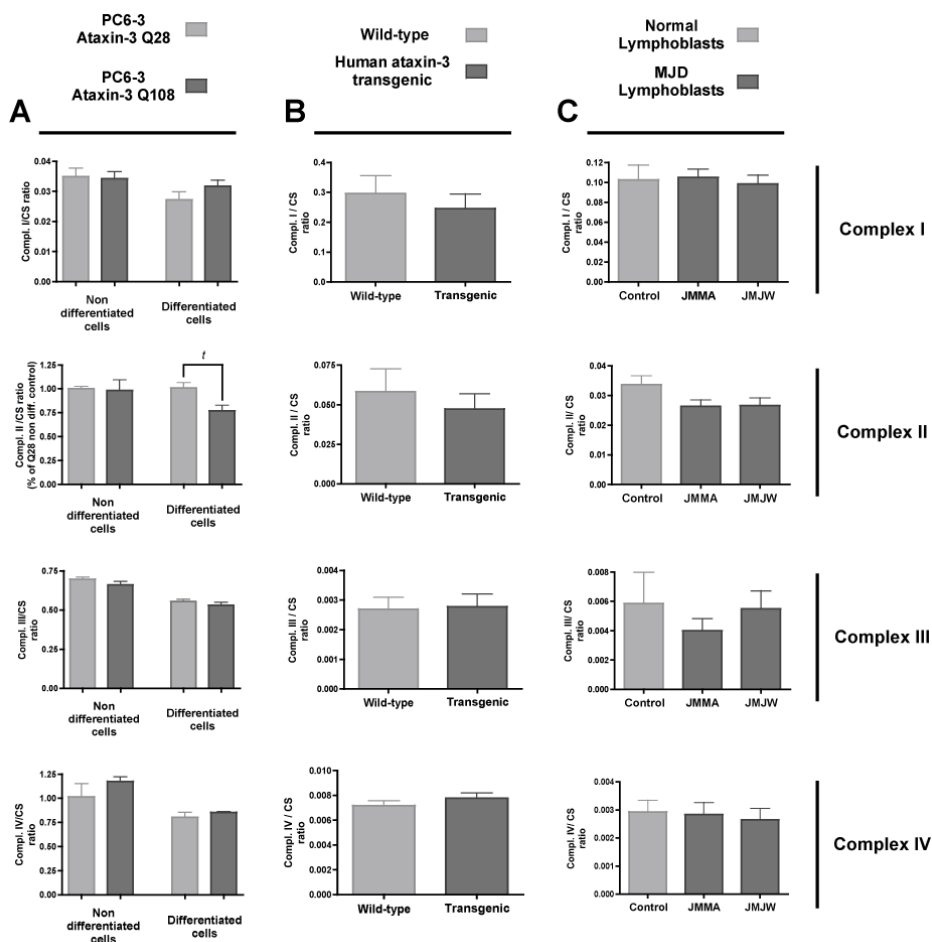 PC6-3
Ataxin-3 Q28
PC6-3
Ataxin-3 Q108
Wild-type
Human ataxin-3
transgenic
Normal
Lymphoblasts
MJD
Lymphoblasts
A
B
C
Compl. I/CS ratio
0.04
0.03
0.02
0.01
0.00
Non
differentiated
cells
Differentiated
cells
Compl. I / CS
ratio
0.4
0.3
0.2
0.1
0.0
Wild-type
Transgenic
Compl. I / CS
ratio
0.12
0.10
0.08
0.06
0.04
0.02
0.00
Control
JMMA
JMJW
Complex I
Compl. II /CS ratio
(% of Q28 non diff. control)
1.25
1.00
0.75
0.50
0.25
0.00
t
Non
differentiated
cells
Differentiated
cells
Compl. II / CS
ratio
0.075
0.050
0.025
0.000
Wild-type
Transgenic
Compl. II/ CS
ratio
0.04
0.03
0.02
0.01
0.00
Control
JMMA
JMJW
Complex II
Compl. III/CS
ratio
0.75
0.50
0.25
0.00
Non
differentiated
cells
Differentiated
cells
Compl. III / CS
ratio
0.004
0.003
0.002
0.001
0.000
Wild-type
Transgenic
Compl. III/ CS
ratio
0.008
0.006
0.004
0.002
0.000
Control
JMMA
JMJW
Complex III
Compl. IV/CS
ratio
1.25
1.00
0.75
0.50
0.25
0.00
Non
differentiated
cells
Differentiated
cells
Compl. IV / CS
ratio
0.010
0.008
0.006
0.004
0.002
0.000
Wild-type
Transgenic
Compl. IV/ CS
ratio
0.004
0.003
0.002
0.001
0.000
Control
JMMA
JMJW
Complex IV